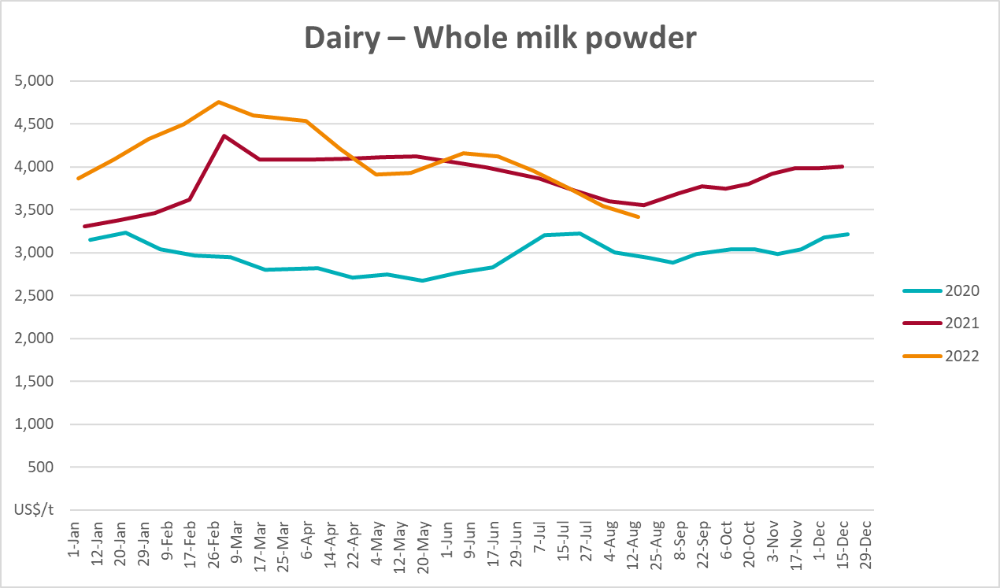 Dairy – Whole milk powder
5,000
4,500
4,000
3,500
3,000
2,500
2,000
1,500
1,000
500
US$/t
1-Jan
12-Jan
20-Jan
29-Jan
9-Feb
17-Feb
26-Feb
9-Mar
17-Mar
25-Mar
6-Apr
14-Apr
22-Apr
4-May
12-May
20-May
1-Jun
9-Jun
17-Jun
29-Jun
7-Jul
15-Jul
27-Jul
4-Aug
12-Aug
25-Aug
8-Sep
22-Sep
6-Oct
20-Oct
3-Nov
17-Nov
1-Dec
15-Dec
29-Dec
2020
2021
2022